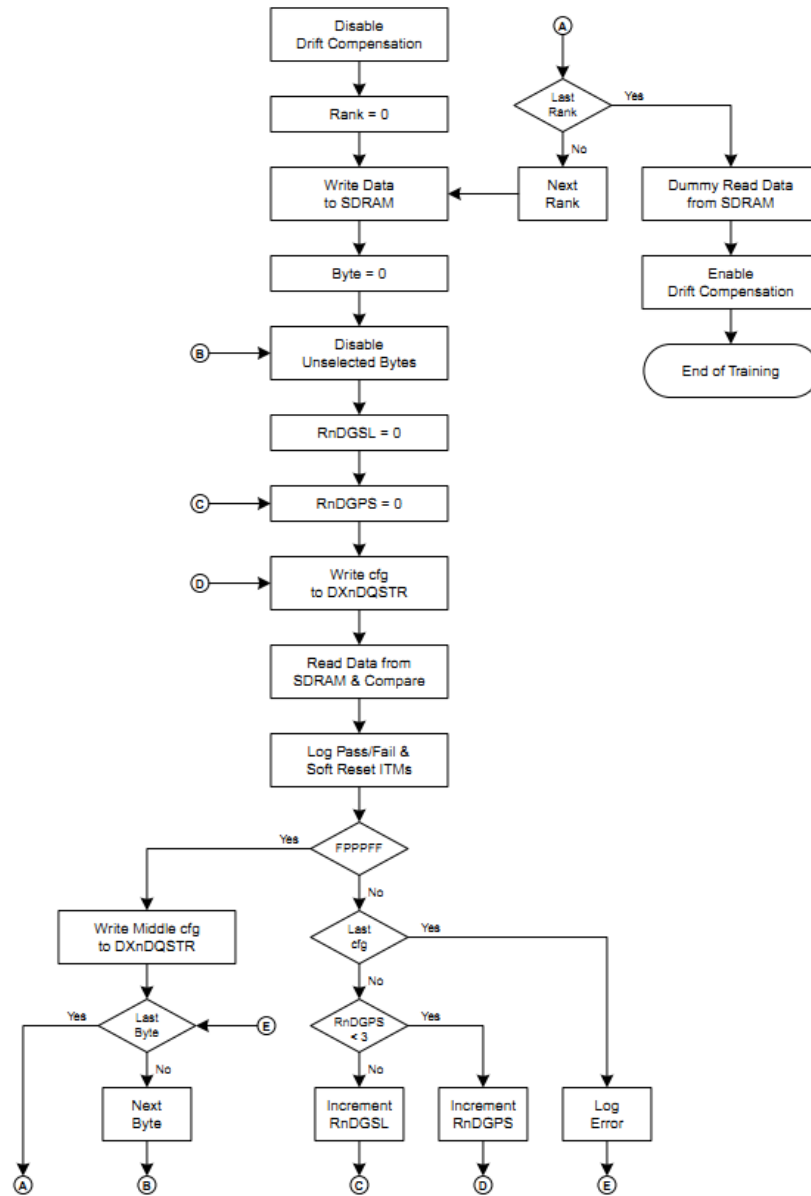 Disable
Drift Compensation
A
Last
Rank
Yes
No
Rank = 0
Write Data
to SDRAM
Next
Rank
Dummy Read Data
from SDRAM
Byte = 0
Enable
Drift Compensation
B
Disable
Unselected Bytes
End of Training
RnDGSL = 0
C
RnDGPS = 0
D
Write cfg
to DXnDQSTR
Read Data from
SDRAM & Compare
Log Pass/Fail &
Soft Reset ITMs
Yes
FPPPFF
No
Write Middle cfg
to DXnDQSTR
Last
cfg
Yes
No
Yes
Last
Byte
E
RnDGPS
< 3
Yes
No
No
Next
Byte
Increment
RnDGSL
Increment
RnDGPS
Log
Error
A
B
C
D
E